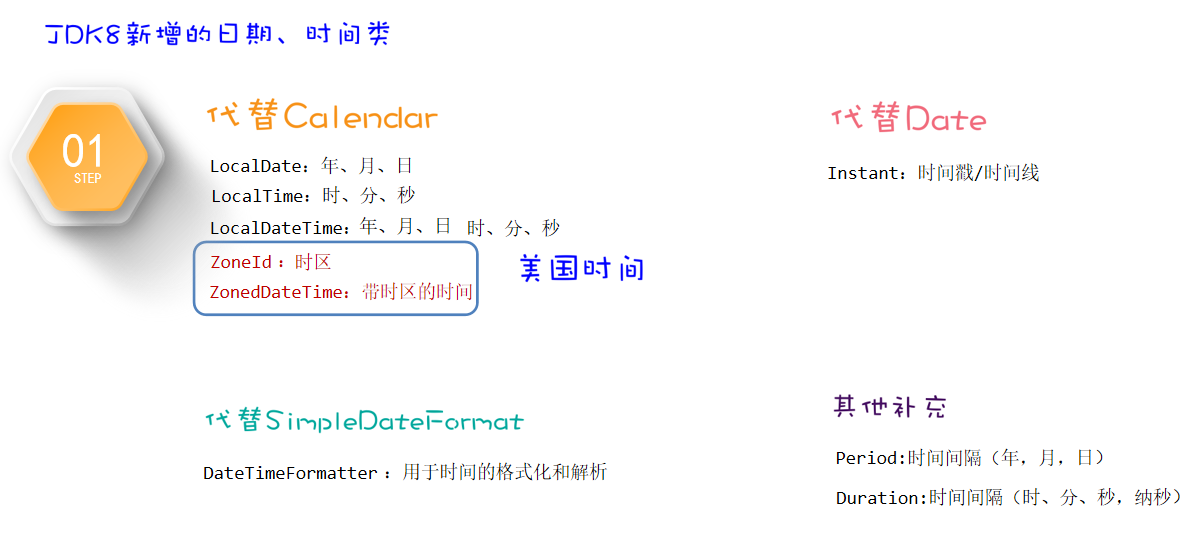 JDK8新增的日期、时间类
01
STEP
代替Calendar
LocalDate：年、月、日
LocalTime：时、分、秒
LocalDateTime：年、月、日 时、分、秒
ZoneId：时区
ZonedDateTime：带时区的时间
美国时间
代替Date
Instant：时间戳/时间线
代替SimpleDateFormat
DateTimeFormatter：用于时间的格式化和解析
其他补充
Period:时间间隔（年，月，日）
Duration:时间间隔（时、分、秒，纳秒）